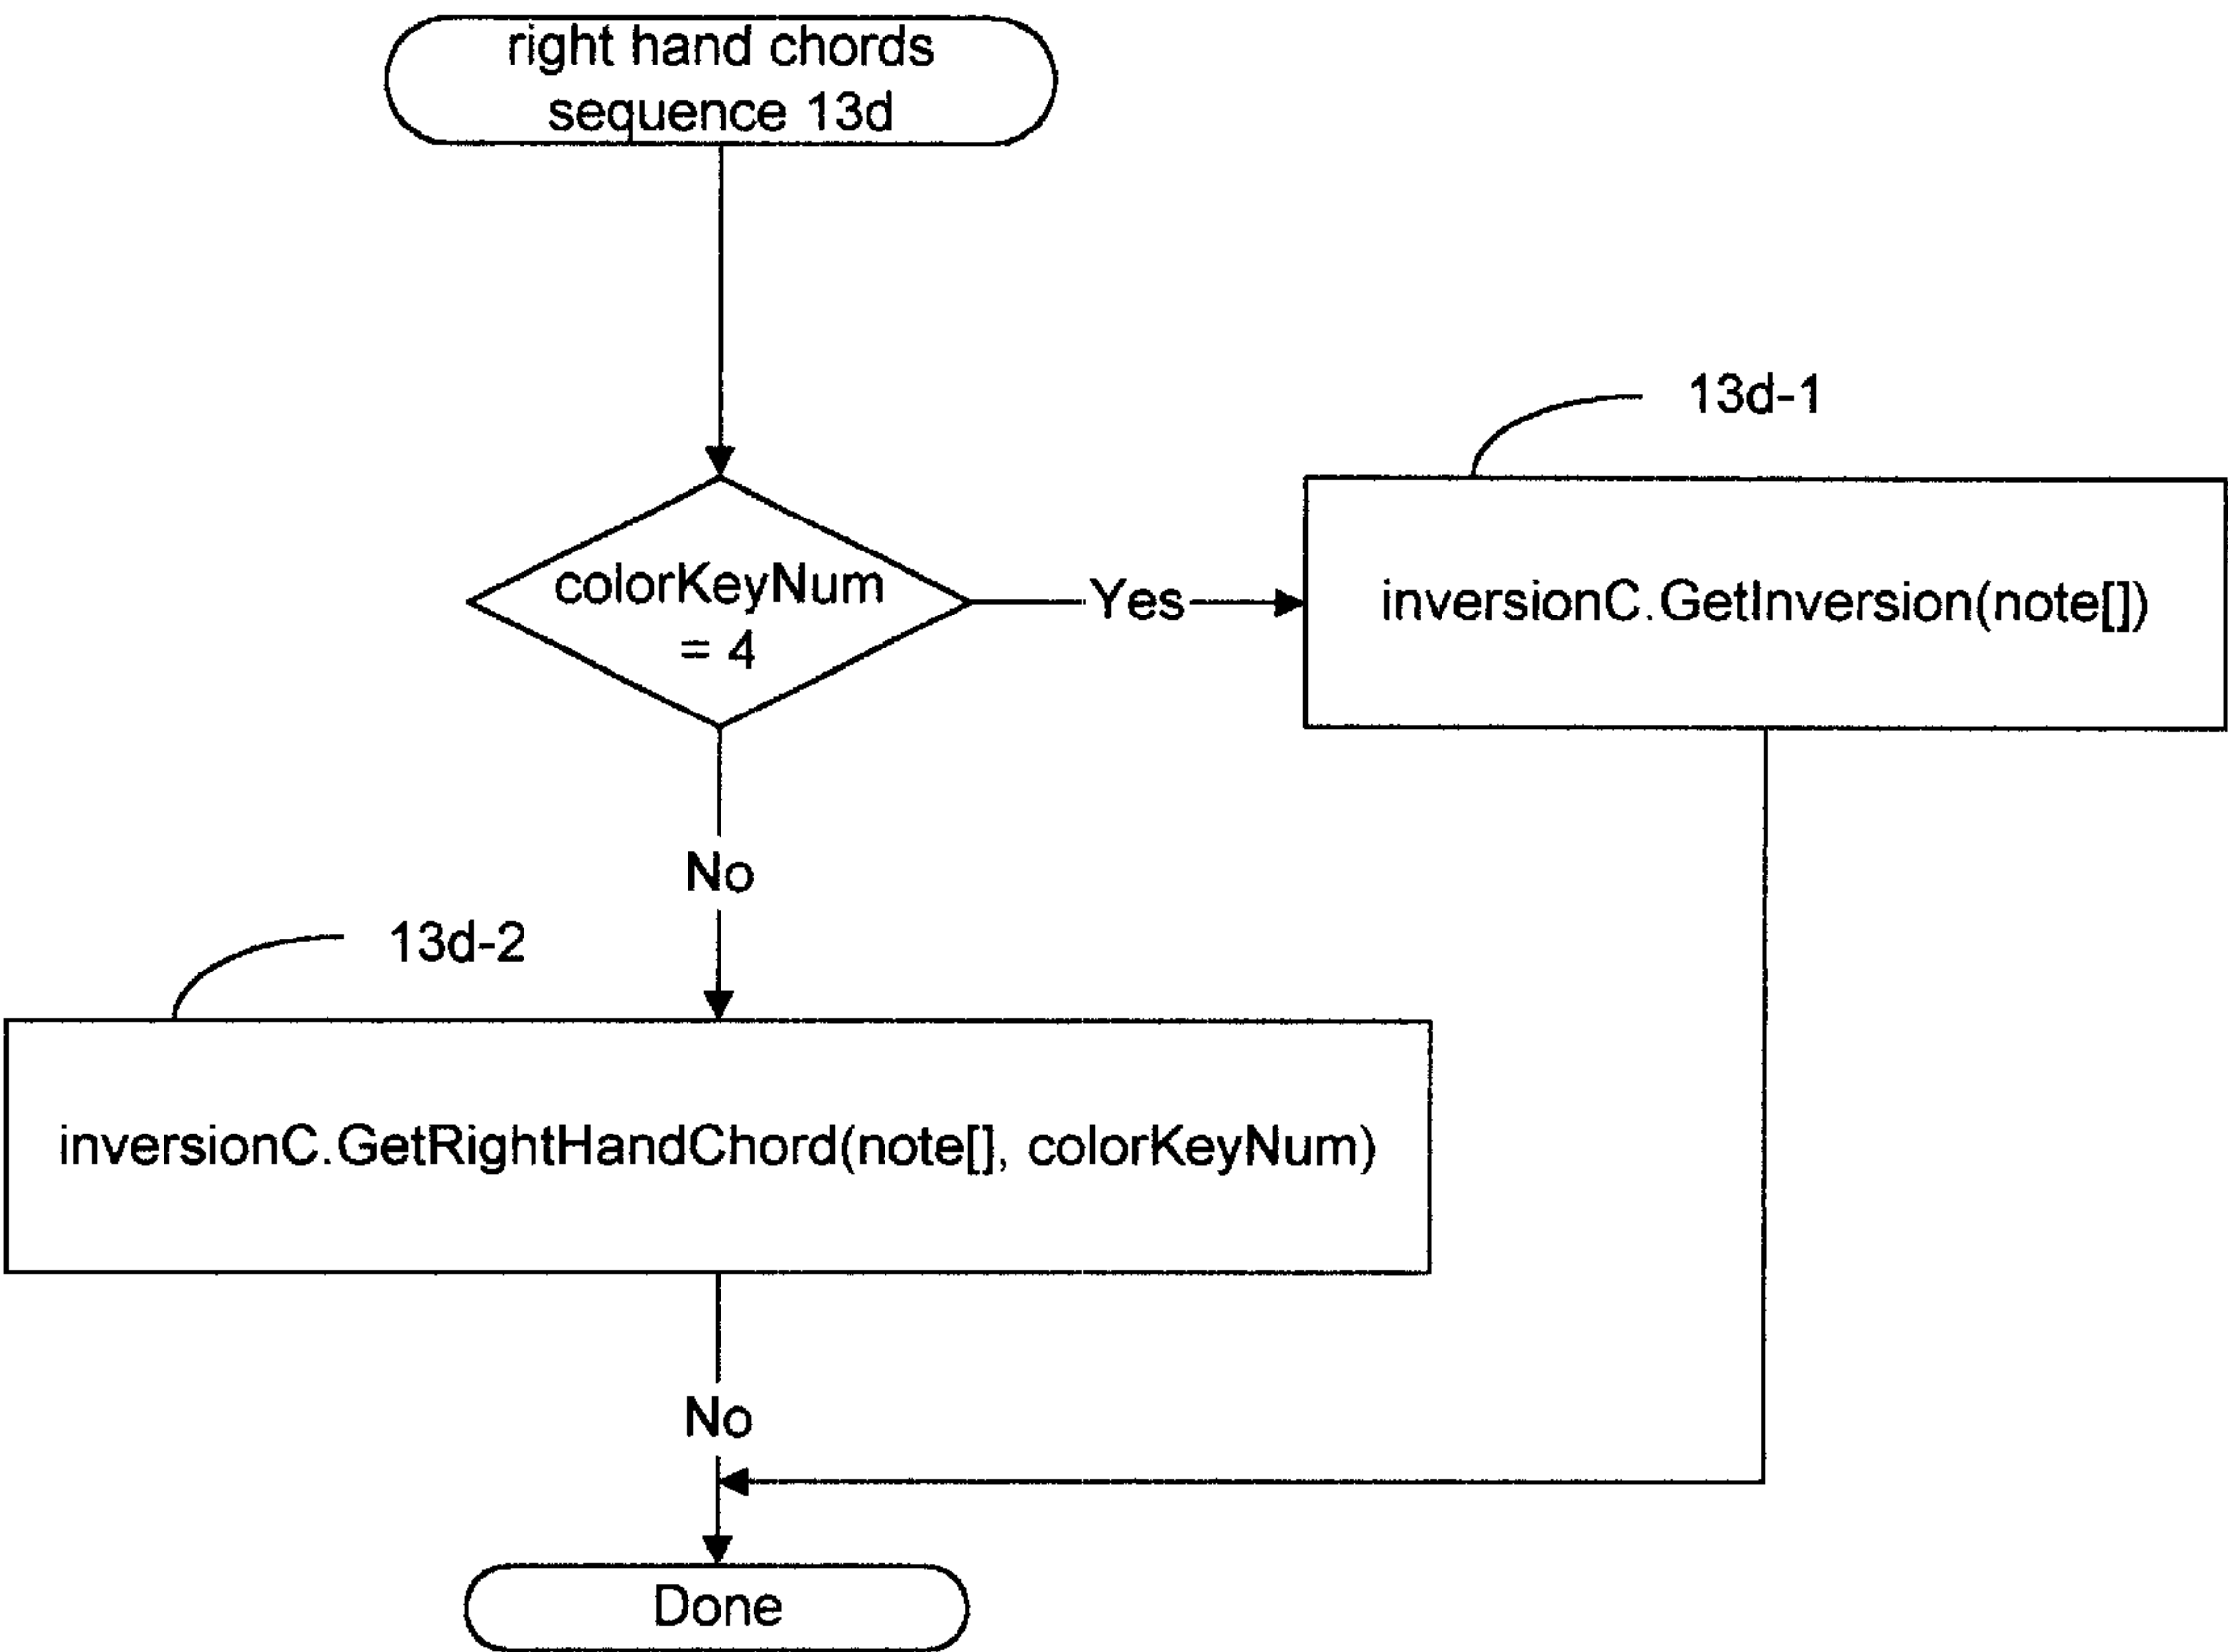 right hand chords
sequence 13d
13d-1
colorKeyNum
= 4
Yes
inversionC.GetInversion(note[])
No
13d-2
inversionC.GetRightHandChord(note[], colorKeyNum)
No
Done